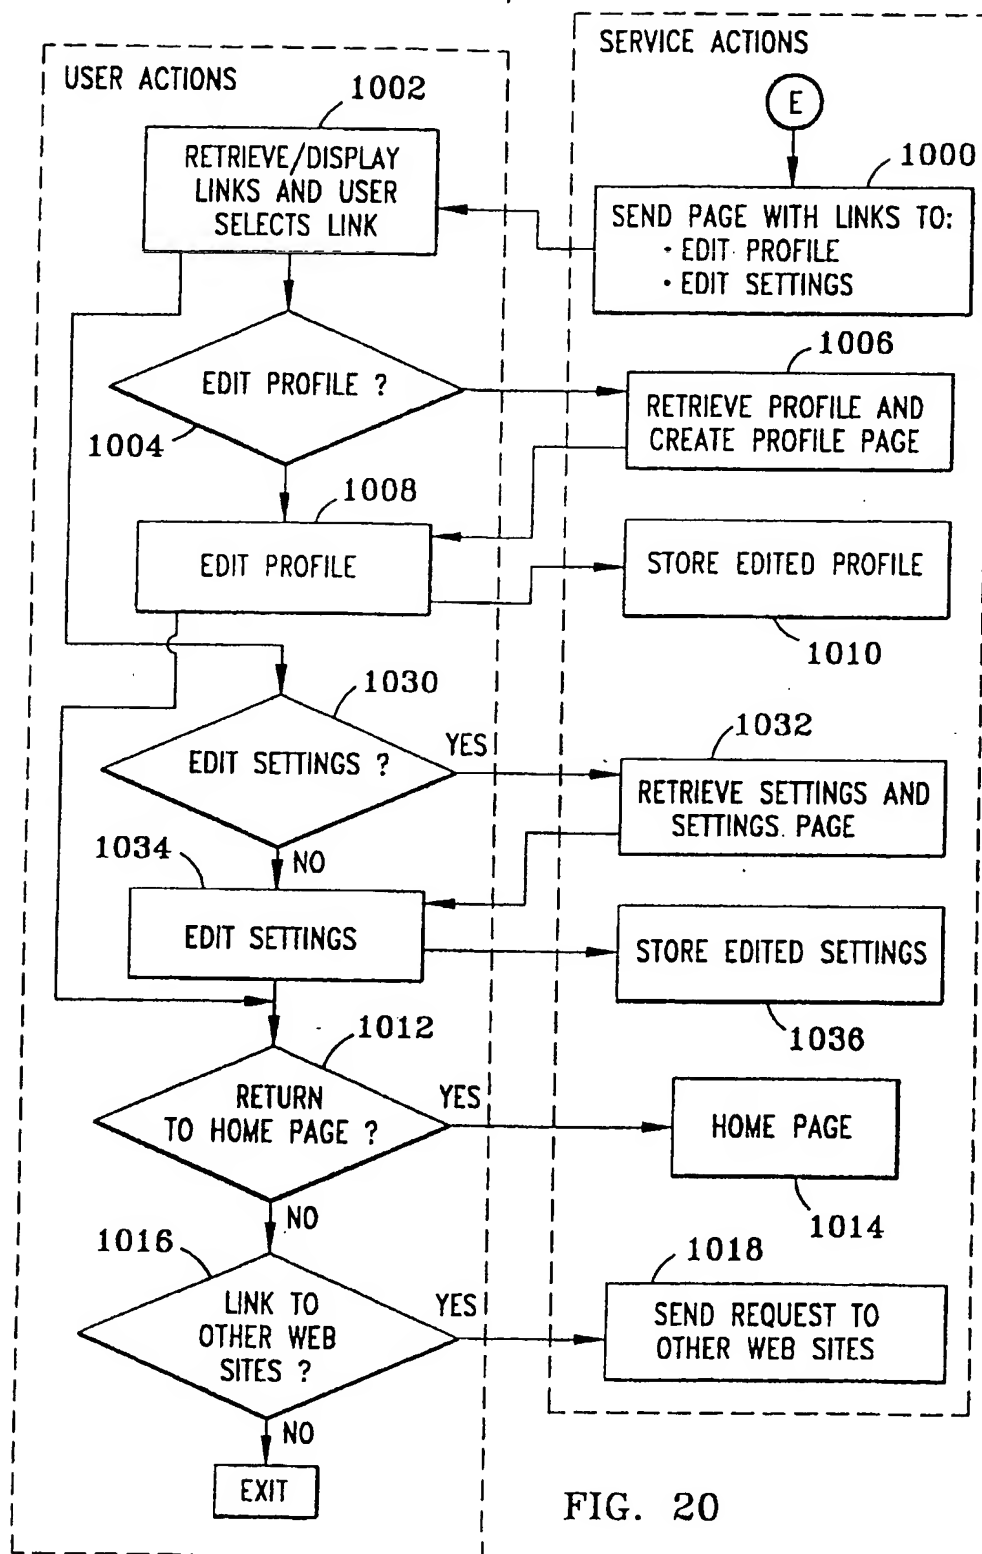 USER ACTIONS
SERVICE ACTIONS
E
1000
SEND PAGE WITH LINKS TO:
• EDIT PROFILE
• EDIT SETTINGS
1002
RETRIEVE/DISPLAY
LINKS AND USER
SELECTS LINK
EDIT PROFILE ?
1004
1006
RETRIEVE PROFILE AND
CREATE PROFILE PAGE
1008
EDIT PROFILE
STORE EDITED PROFILE
1010
1030
EDIT SETTINGS ?
YES
NO
1032
RETRIEVE SETTINGS AND
SETTINGS. PAGE
1034
EDIT SETTINGS
STORE EDITED SETTINGS
1036
1012
RETURN
TO HOME PAGE ?
YES
NO
HOME PAGE
1014
1016
LINK TO
OTHER WEB
SITES ?
YES
NO
1018
SEND REQUEST TO
OTHER WEB SITES
EXIT
FIG. 20